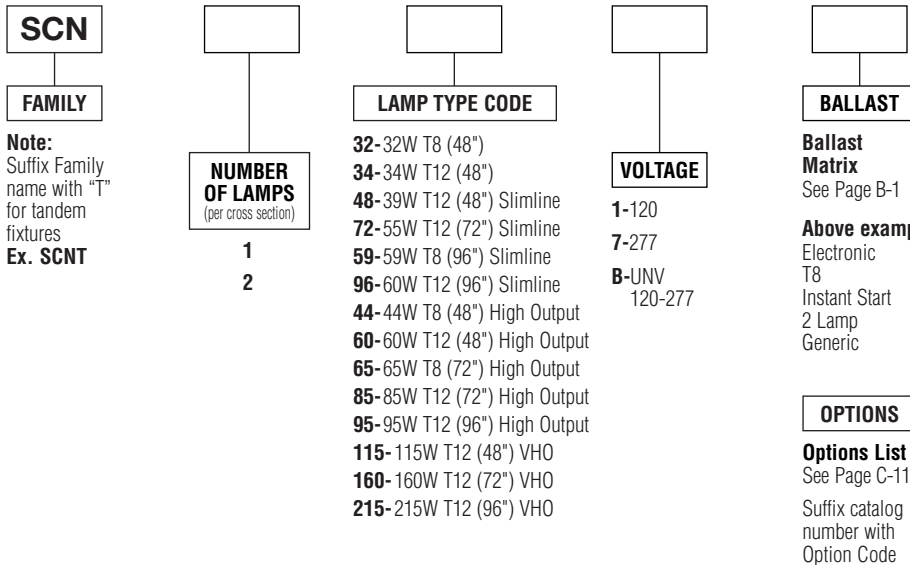 SCN
FAMILY
Note:
Suffix Family
name with "T"
for tandem
fixtures
Ex. SCNT
NUMBER
OF LAMPS
(per cross section)
1
2
LAMP TYPE CODE
32-32W T8 (48")
34-34W T12 (48")
48-39W T12 (48") Slimline
72-55W T12 (72") Slimline
59-59W T8 (96") Slimline
96-60W T12 (96") Slimline
44-44W T8 (48") High Output
60-60W T12 (48") High Output
65-65W T8 (72") High Output
85-85W T12 (72") High Output
95-95W T12 (96") High Output
115-115W T12 (48") VHO
160-160W T12 (72") VHO
215-215W T12 (96") VHO
VOLTAGE
1-120
7-277
B-UNV
120-277
BALLAST
Ballast
Matrix
See Page B-1
Above examp
Electronic
T8
Instant Start
2 Lamp
Generic
OPTIONS
Options List
See Page C-11
Suffix catalog
number with
Option Code